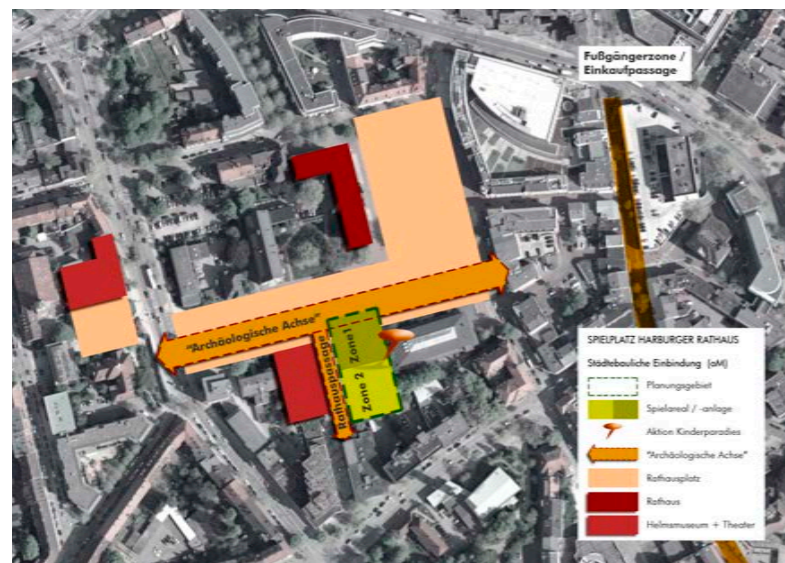 Fußgängerzone /
Einkaufpassage
"Archäologische Achse"
Rathauspassage
Zone 1
Zone 2
SPIELPLATZ HARBURGER RATHAUS
Städtebauliche Einbindung (oM)
Planungsgebiet
Spielareal / -anlage
Aktion Kinderparadies
"Archäologische Achse"
Rathausplatz
Rathaus
Helmsmuseum + Theater